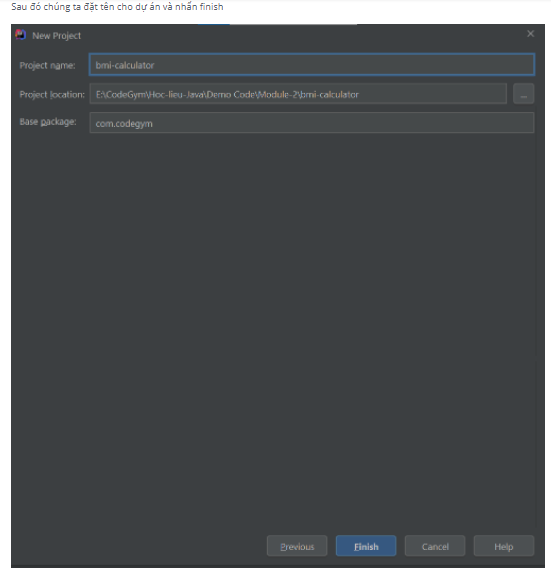 Sau đó chúng ta đặt tên cho dự án và nhấn finish
New Project
Project name: bmi-calculator
Project location: E:\CodeGym\Hoc-lieu-Java\Demo Code\Module-2\bmi-calculator ...
Base package: com.codegym
Previous Finish Cancel Help